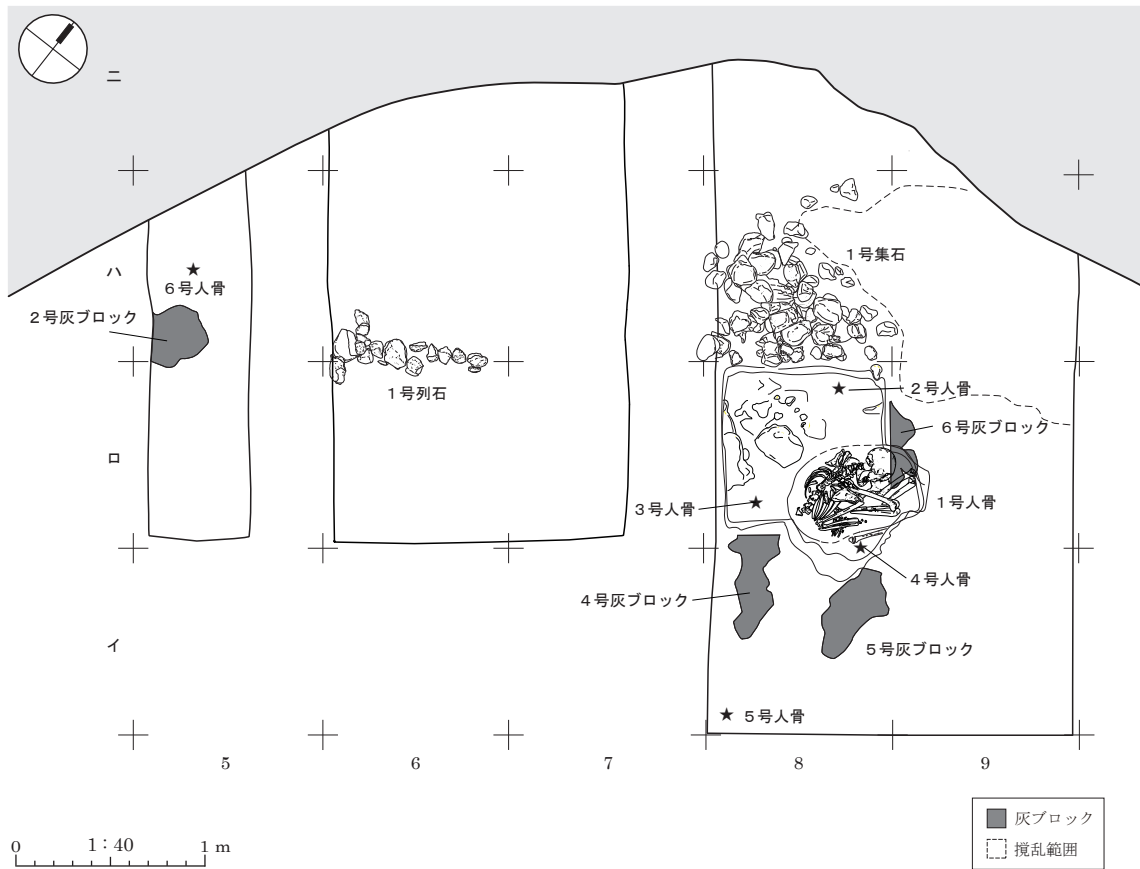 ニ
ハ
6号人骨
2号灰ブロック
1号集石
1号列石
2号人骨
6号灰ブロック
ロ
3号人骨
1号人骨
4号人骨
4号灰ブロック
イ
5号灰ブロック
5号人骨
5
6
7
8
9
灰ブロック
撹乱範囲
0
1:40
1 m